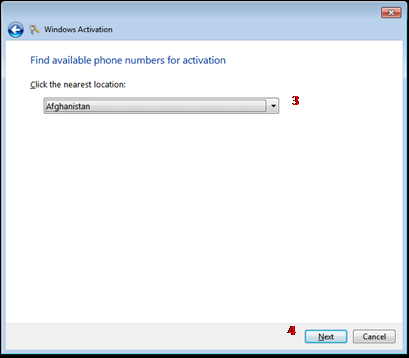 Windows Activation
Find available phone numbers for activation
Click the nearest location:
Afghanistan
3
4
Next
Cancel